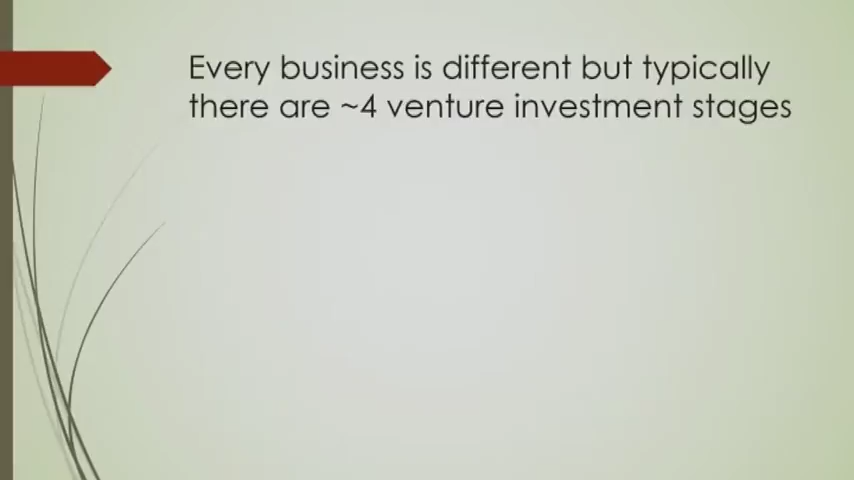 Every business is different but typically
there are ~4 venture investment stages